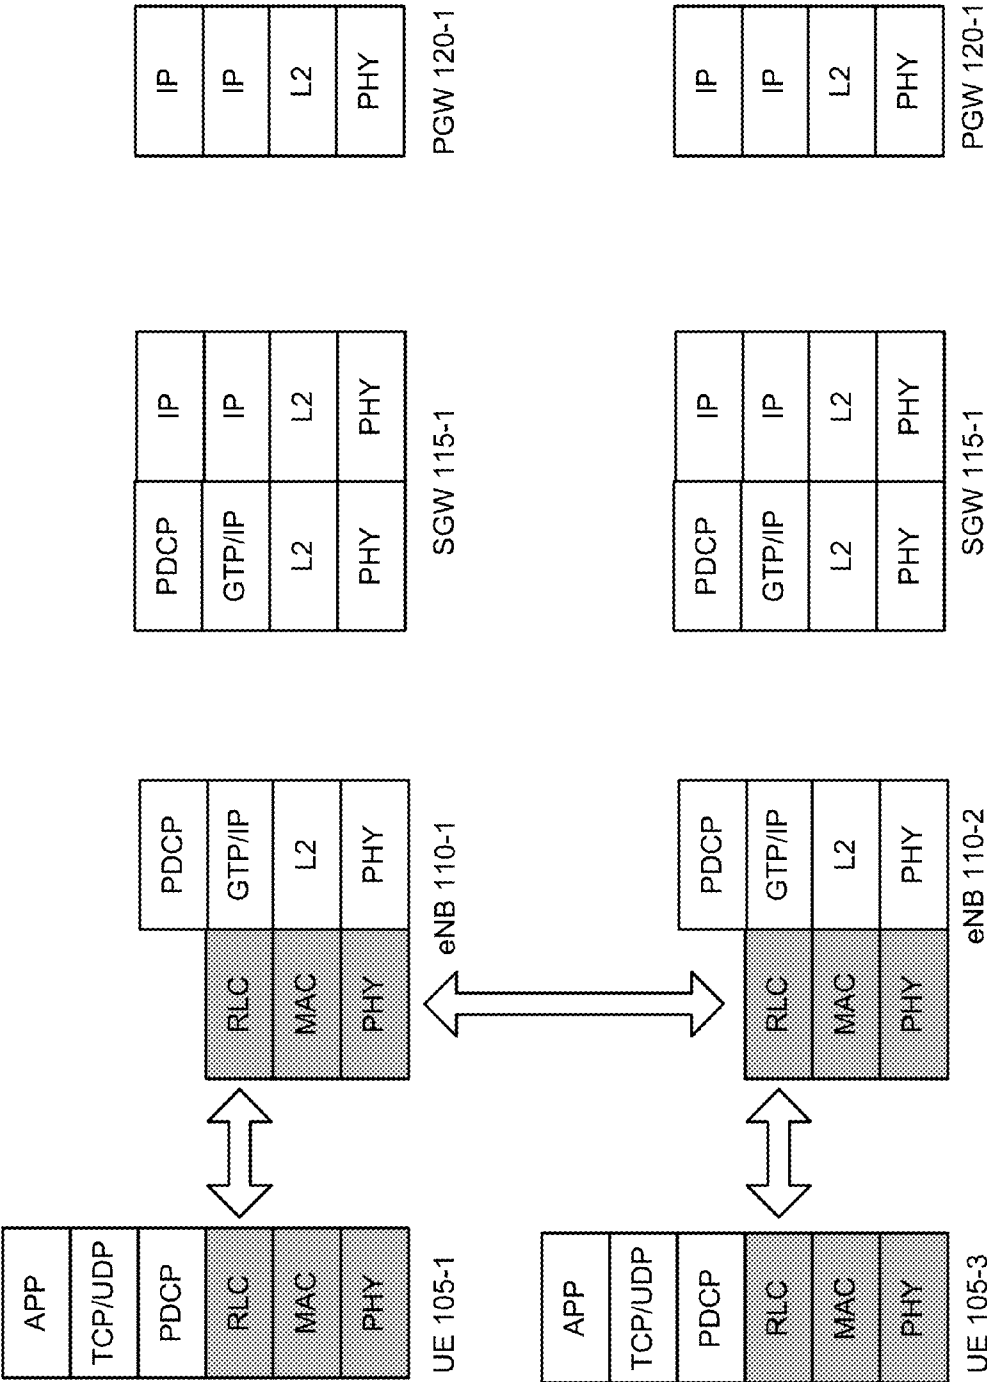 APP
TCP/UDP
PDCP
RLC
MAC
PHY
UE 105-1
RLC
MAC
PHY
PDCP
GTP/IP
L2
PHY
eNB 110-1
PDCP
GTP/IP
L2
PHY
IP
IP
L2
PHY
SGW 115-1
IP
IP
L2
PHY
PGW 120-1
APP
TCP/UDP
PDCP
RLC
MAC
PHY
UE 105-3
RLC
MAC
PHY
PDCP
GTP/IP
L2
PHY
eNB 110-2
PDCP
GTP/IP
L2
PHY
IP
IP
L2
PHY
SGW 115-1
IP
IP
L2
PHY
PGW 120-1